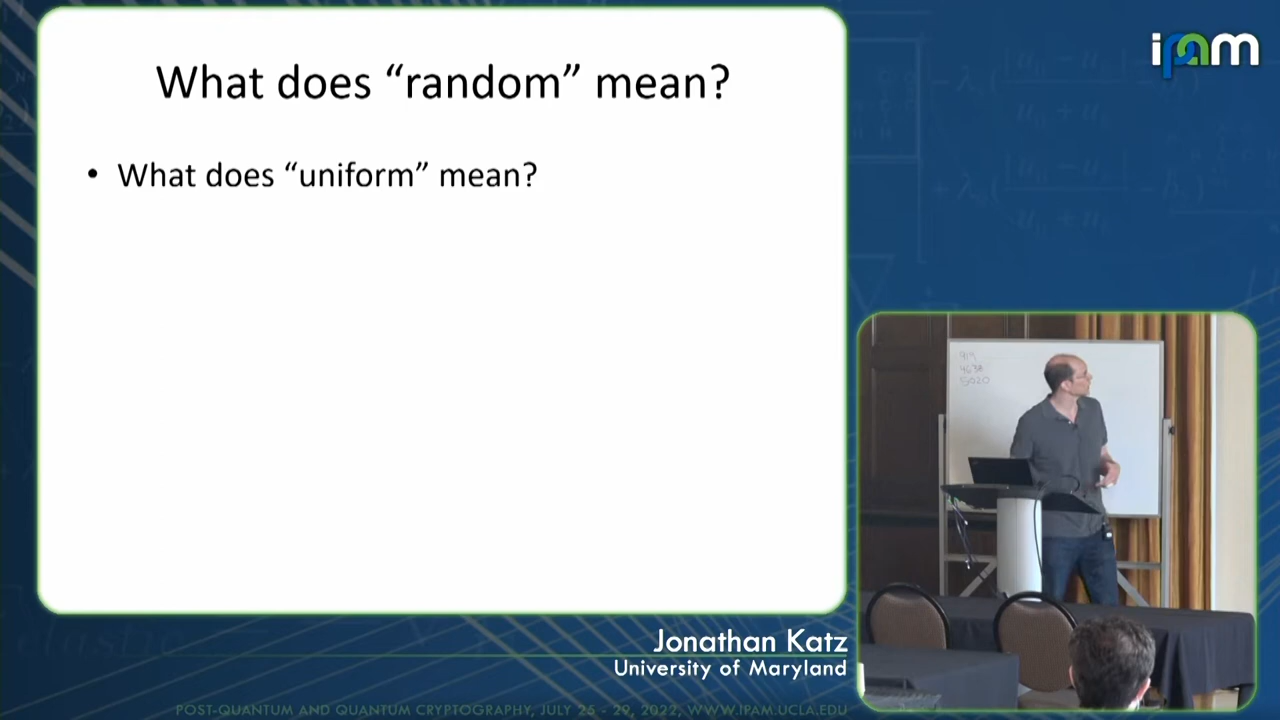 What does “random” mean?
• What does “uniform” mean?
ipam
Jonathan Katz
University of Maryland
POST-QUANTUM AND QUANTUM CRYPTOGRAPHY, JULY 25 - 29, 2022, WWW.IPAM.UCLA.EDU